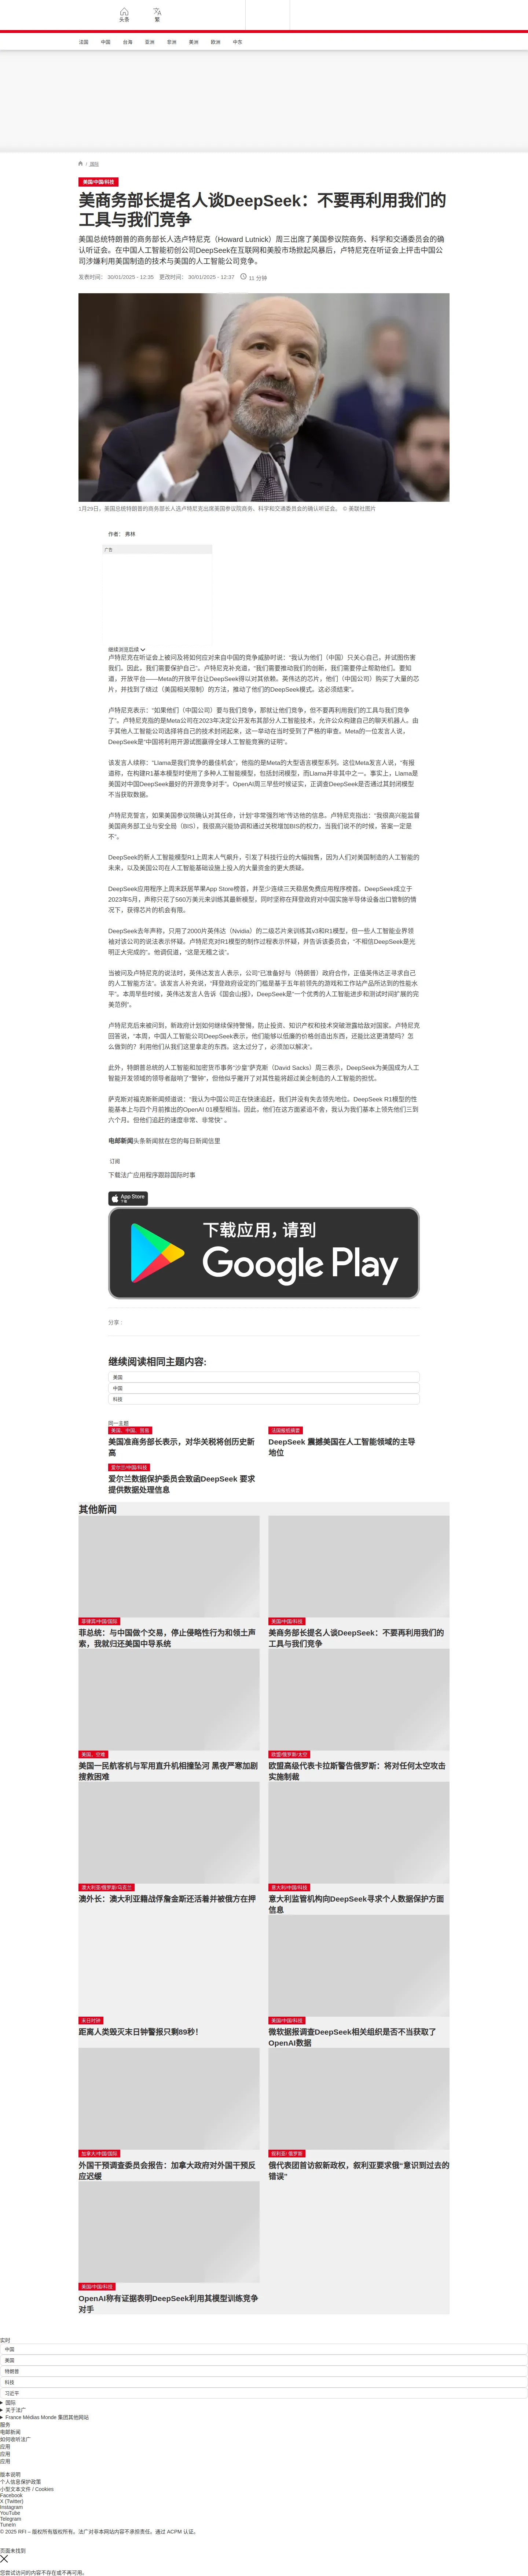 头条
繁
法国 中国 台海 亚洲 非洲 美洲 欧洲 中东
/ 国际
美国/中国/科技
美商务部长提名人谈DeepSeek：不要再利用我们的
工具与我们竞争
美国总统特朗普的商务部长人选卢特尼克（Howard Lutnick）周三出席了美国参议院商务、科学和交通委员会的确
认听证会。在中国人工智能初创公司DeepSeek在互联网和美股市场掀起风暴后，卢特尼克在听证会上抨击中国公
司涉嫌利用美国制造的技术与美国的人工智能公司竞争。
发表时间： 30/01/2025 - 12:35 更改时间： 30/01/2025 - 12:37 11 分钟
1月29日，美国总统特朗普的商务部长人选卢特尼克出席美国参议院商务、科学和交通委员会的确认听证会。 © 美联社图片
作者： 弗林
广告
继续浏览后续
卢特尼克在听证会上被问及将如何应对来自中国的竞争威胁时说：“我认为他们（中国）只关心自己，并试图伤害
我们。因此，我们需要保护自己”。卢特尼克补充道，“我们需要推动我们的创新，我们需要停止帮助他们。要知
道，开放平台——Meta的开放平台让DeepSeek得以对其依赖。英伟达的芯片，他们（中国公司）购买了大量的芯
片，并找到了绕过（美国相关限制）的方法，推动了他们的DeepSeek模式。这必须结束”。
卢特尼克表示：“如果他们（中国公司）要与我们竞争，那就让他们竞争，但不要再利用我们的工具与我们竞争
了”。卢特尼克指的是Meta公司在2023年决定公开发布其部分人工智能技术，允许公众构建自己的聊天机器人。由
于其他人工智能公司选择将自己的技术封闭起来，这一举动在当时受到了严格的审查。Meta的一位发言人说，
DeepSeek是“中国将利用开源试图赢得全球人工智能竞赛的证明”。
该发言人续称：“Llama是我们竞争的最佳机会”，他指的是Meta的大型语言模型系列。这位Meta发言人说，“有报
道称，在构建R1基本模型时使用了多种人工智能模型，包括封闭模型，而Llama并非其中之一。事实上，Llama是
美国对中国DeepSeek最好的开源竞争对手”。OpenAI周三早些时候证实，正调查DeepSeek是否通过其封闭模型
不当获取数据。
卢特尼克誓言，如果美国参议院确认对其任命，计划“非常强烈地”传达他的信息。卢特尼克指出：“我很高兴能监督
美国商务部工业与安全局（BIS），我很高兴能协调和通过关税增加BIS的权力。当我们说不的时候，答案一定是
不”。
DeepSeek的新人工智能模型R1上周末人气飙升，引发了科技行业的大幅抛售，因为人们对美国制造的人工智能的
未来，以及美国公司在人工智能基础设施上投入的大量资金的更大质疑。
DeepSeek应用程序上周末跃居苹果App Store榜首，并至少连续三天稳居免费应用程序榜首。DeepSeek成立于
2023年5月，声称只花了560万美元来训练其最新模型，同时坚称在拜登政府对中国实施半导体设备出口管制的情
况下，获得芯片的机会有限。
DeepSeek去年声称，只用了2000片英伟达（Nvidia）的二级芯片来训练其v3和R1模型，但一些人工智能业界领
袖对该公司的说法表示怀疑。卢特尼克对R1模型的制作过程表示怀疑，并告诉该委员会，“不相信DeepSeek是光
明正大完成的”。他调侃道，“这是无稽之谈”。
当被问及卢特尼克的说法时，英伟达发言人表示，公司“已准备好与（特朗普）政府合作，正值英伟达正寻求自己
的人工智能方法”。该发言人补充说，“拜登政府设定的门槛是基于五年前领先的游戏和工作站产品所达到的性能水
平”。本周早些时候，英伟达发言人告诉《国会山报》，DeepSeek是“一个优秀的人工智能进步和测试时间扩展的完
美范例”。
卢特尼克后来被问到，新政府计划如何继续保持警惕，防止投资、知识产权和技术突破泄露给敌对国家。卢特尼克
回答说，“本周，中国人工智能公司DeepSeek表示，他们能够以低廉的价格创造出东西，还能比这更清楚吗？怎
么做到的？利用他们从我们这里拿走的东西。这太过分了，必须加以解决”。
此外，特朗普总统的人工智能和加密货币事务“沙皇”萨克斯（David Sacks）周三表示，DeepSeek为美国成为人工
智能开发领域的领导者敲响了“警钟”，但他似乎撇开了对其性能将超过美企制造的人工智能的担忧。
萨克斯对福克斯新闻频道说：“我认为中国公司正在快速追赶，我们并没有失去领先地位。DeepSeek R1模型的性
能基本上与四个月前推出的OpenAI 01模型相当。因此，他们在这方面紧追不舍，我认为我们基本上领先他们三到
六个月。但他们追赶的速度非常、非常快”。
电邮新闻头条新闻就在您的每日新闻信里
订阅
下载法广应用程序跟踪国际时事
App Store
下载
下载应用，请到
Google Play
分享 :
继续阅读相同主题内容:
美国
中国
科技
同一主题
美国、中国、贸易
美国准商务部长表示，对华关税将创历史新
高
法国报纸摘要
DeepSeek 震撼美国在人工智能领域的主导
地位
爱尔兰/中国/科技
爱尔兰数据保护委员会致函DeepSeek 要求
提供数据处理信息
其他新闻
菲律宾/中国/国际
菲总统：与中国做个交易，停止侵略性行为和领土声
索，我就归还美国中导系统
美国/中国/科技
美商务部长提名人谈DeepSeek：不要再利用我们的
工具与我们竞争
美国，空难
美国一民航客机与军用直升机相撞坠河 黑夜严寒加剧
搜救困难
欧盟/俄罗斯/太空
欧盟高级代表卡拉斯警告俄罗斯：将对任何太空攻击
实施制裁
澳大利亚/俄罗斯/乌克兰
澳外长：澳大利亚籍战俘詹金斯还活着并被俄方在押
意大利/中国/科技
意大利监管机构向DeepSeek寻求个人数据保护方面
信息
末日时钟
距离人类毁灭末日钟警报只剩89秒！
美国/中国/科技
微软据报调查DeepSeek相关组织是否不当获取了
OpenAI数据
加拿大/中国/国际
外国干预调查委员会报告：加拿大政府对外国干预反
应迟缓
叙利亚/ 俄罗斯
俄代表团首访叙新政权，叙利亚要求俄“意识到过去的
错误”
美国/中国/科技
OpenAI称有证据表明DeepSeek利用其模型训练竞争
对手
实时
中国
美国
特朗普
科技
习近平
国际
关于法广
France Médias Monde 集团其他网站
服务
电邮新闻
如何收听法广
应用
应用
应用
版本说明
个人信息保护政策
小型文本文件 / Cookies
Facebook
X (Twitter)
Instagram
YouTube
Telegram
TuneIn
© 2025 RFI – 版权所有版权所有。法广对非本网站内容不承担责任。通过 ACPM 认证。
页面未找到
您尝试访问的内容不存在或不再可用。